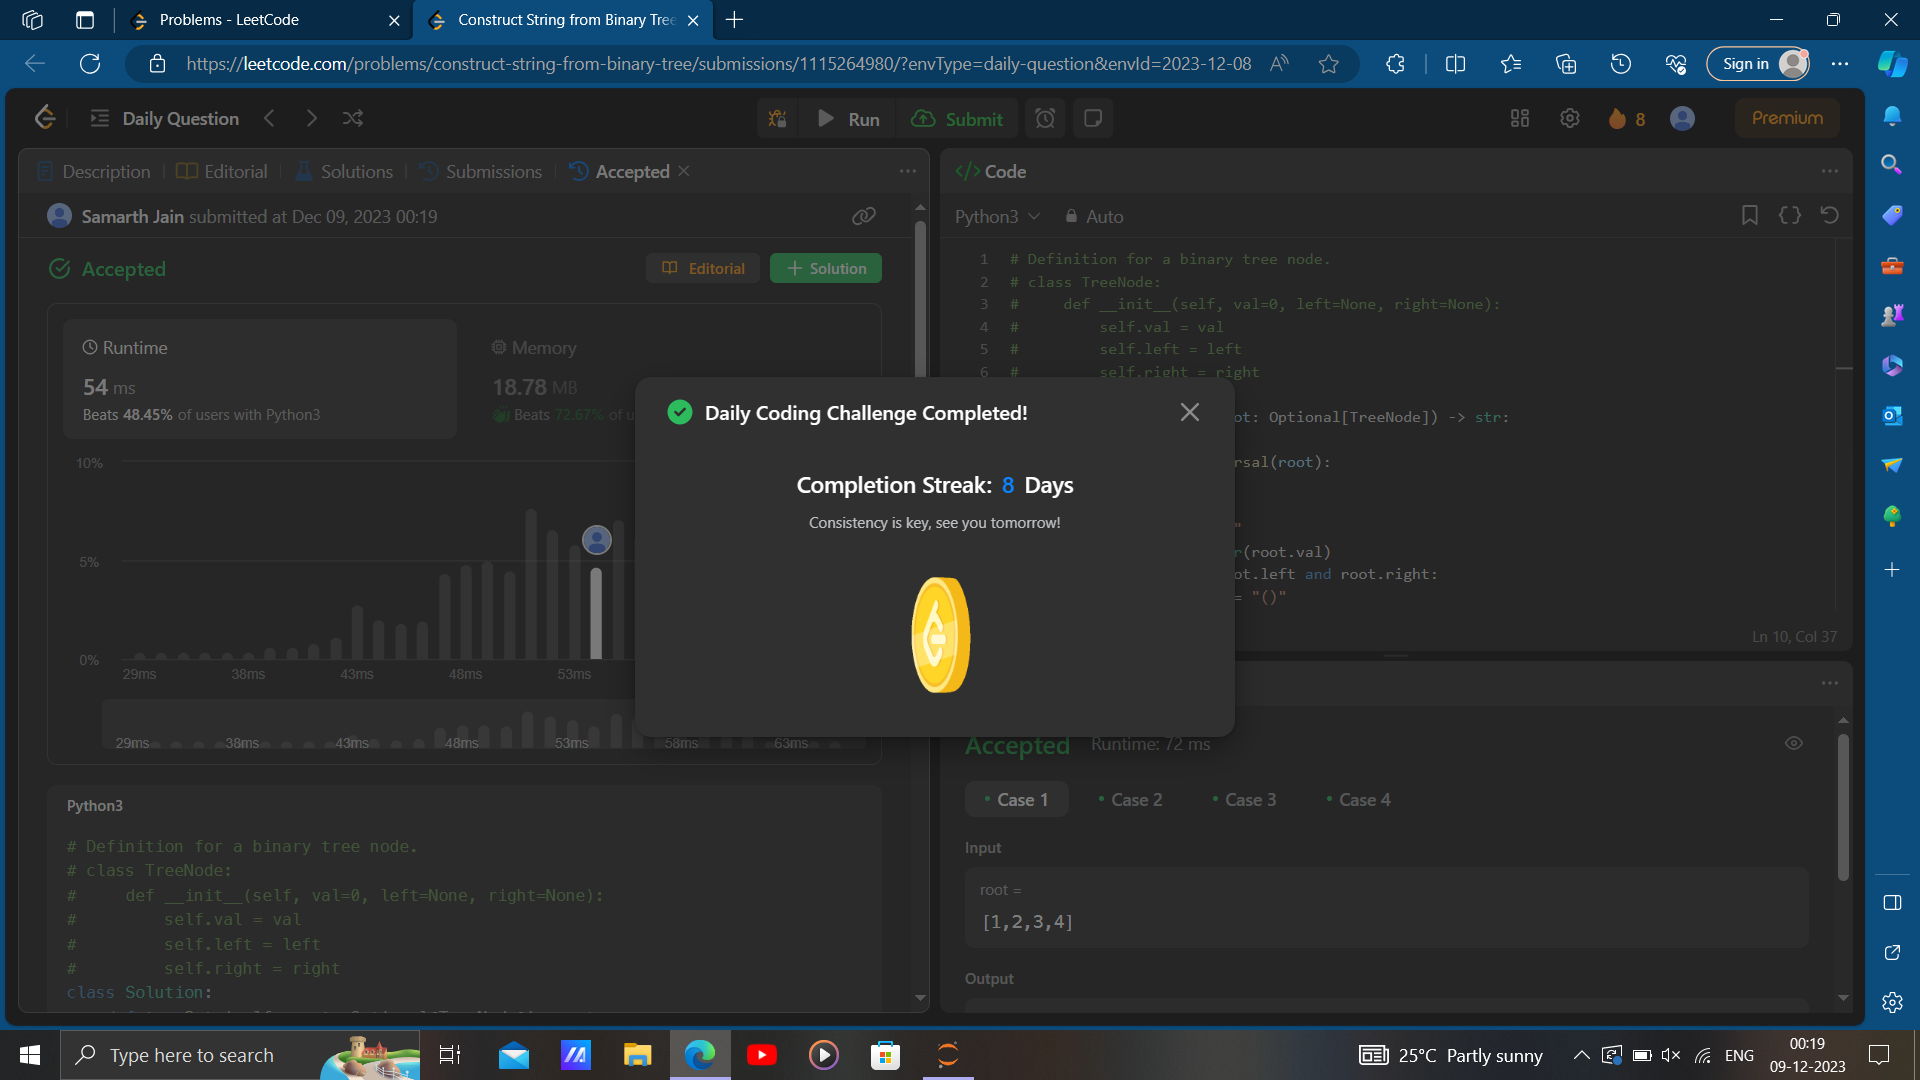 Problems - LeetCode
Construct String from Binary Tree
https://leetcode.com/problems/construct-string-from-binary-tree/submissions/1115264980/?envType=daily-question&envId=2023-12-08
Sign in
Daily Question
Run
Submit
8
Premium
Description
Editorial
Solutions
Submissions
Accepted
</> Code
Samarth Jain submitted at Dec 09, 2023 00:19
Python3
Auto
Accepted
Editorial
Solution
Runtime
54 ms
Beats 48.45% of users with Python3
Memory
18.78 MB
Beats 72.67% of u
10%
5%
0%
29ms 38ms 43ms 48ms 53ms
29ms 38ms 43ms 48ms 53ms 58ms 63ms
1 # Definition for a binary tree node.
2 # class TreeNode:
3 #     def __init__(self, val=0, left=None, right=None):
4 #         self.val = val
5 #         self.left = left
6 #         self.right = right
ot: Optional[TreeNode]) -> str:
rsal(root):
"
r(root.val)
ot.left and root.right:
= "()"
Ln 10, Col 37
Daily Coding Challenge Completed!
Completion Streak: 8 Days
Consistency is key, see you tomorrow!
Python3
# Definition for a binary tree node.
# class TreeNode:
#     def __init__(self, val=0, left=None, right=None):
#         self.val = val
#         self.left = left
#         self.right = right
class Solution:
Accepted Runtime: 72 ms
Case 1 Case 2 Case 3 Case 4
Input
root =
[1,2,3,4]
Output
Type here to search
25°C Partly sunny
ENG
00:19
09-12-2023